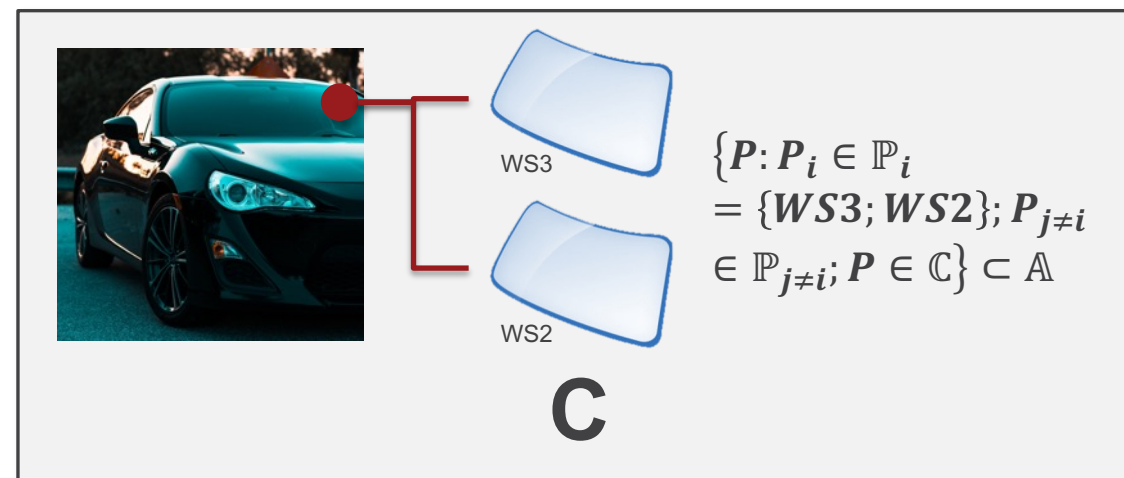 WS3
{P: P_i ∈ ℙ_i
= {WS3; WS2}; P_{j≠i}
∈ ℙ_{j≠i}; P ∈ ℂ} ⊂ 𝔸
WS2
C